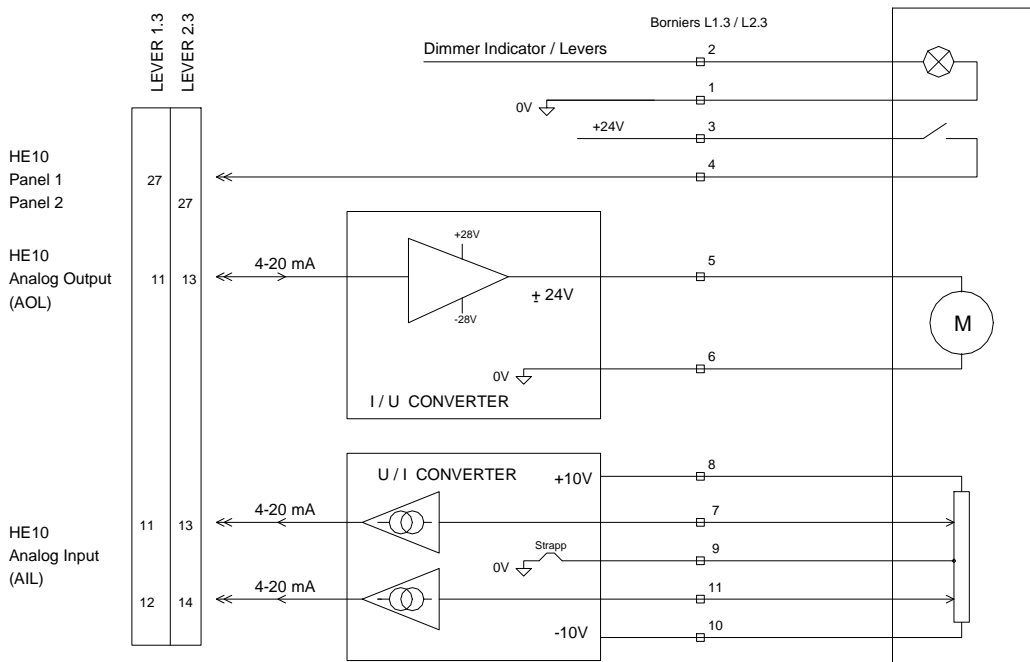 LEVER 1.3
LEVER 2.3
Borniers L1.3 / L2.3
Dimmer Indicator / Levers
2
1
0V
+24V
3
4
HE10
Panel 1
Panel 2
27
27
HE10
Analog Output
(AOL)
11
13
4-20 mA
+28V
-28V
± 24V
5
M
0V
6
I / U CONVERTER
U / I CONVERTER
+10V
8
HE10
Analog Input
(AIL)
11
13
4-20 mA
7
0V
Strapp
9
12
14
4-20 mA
11
-10V
10